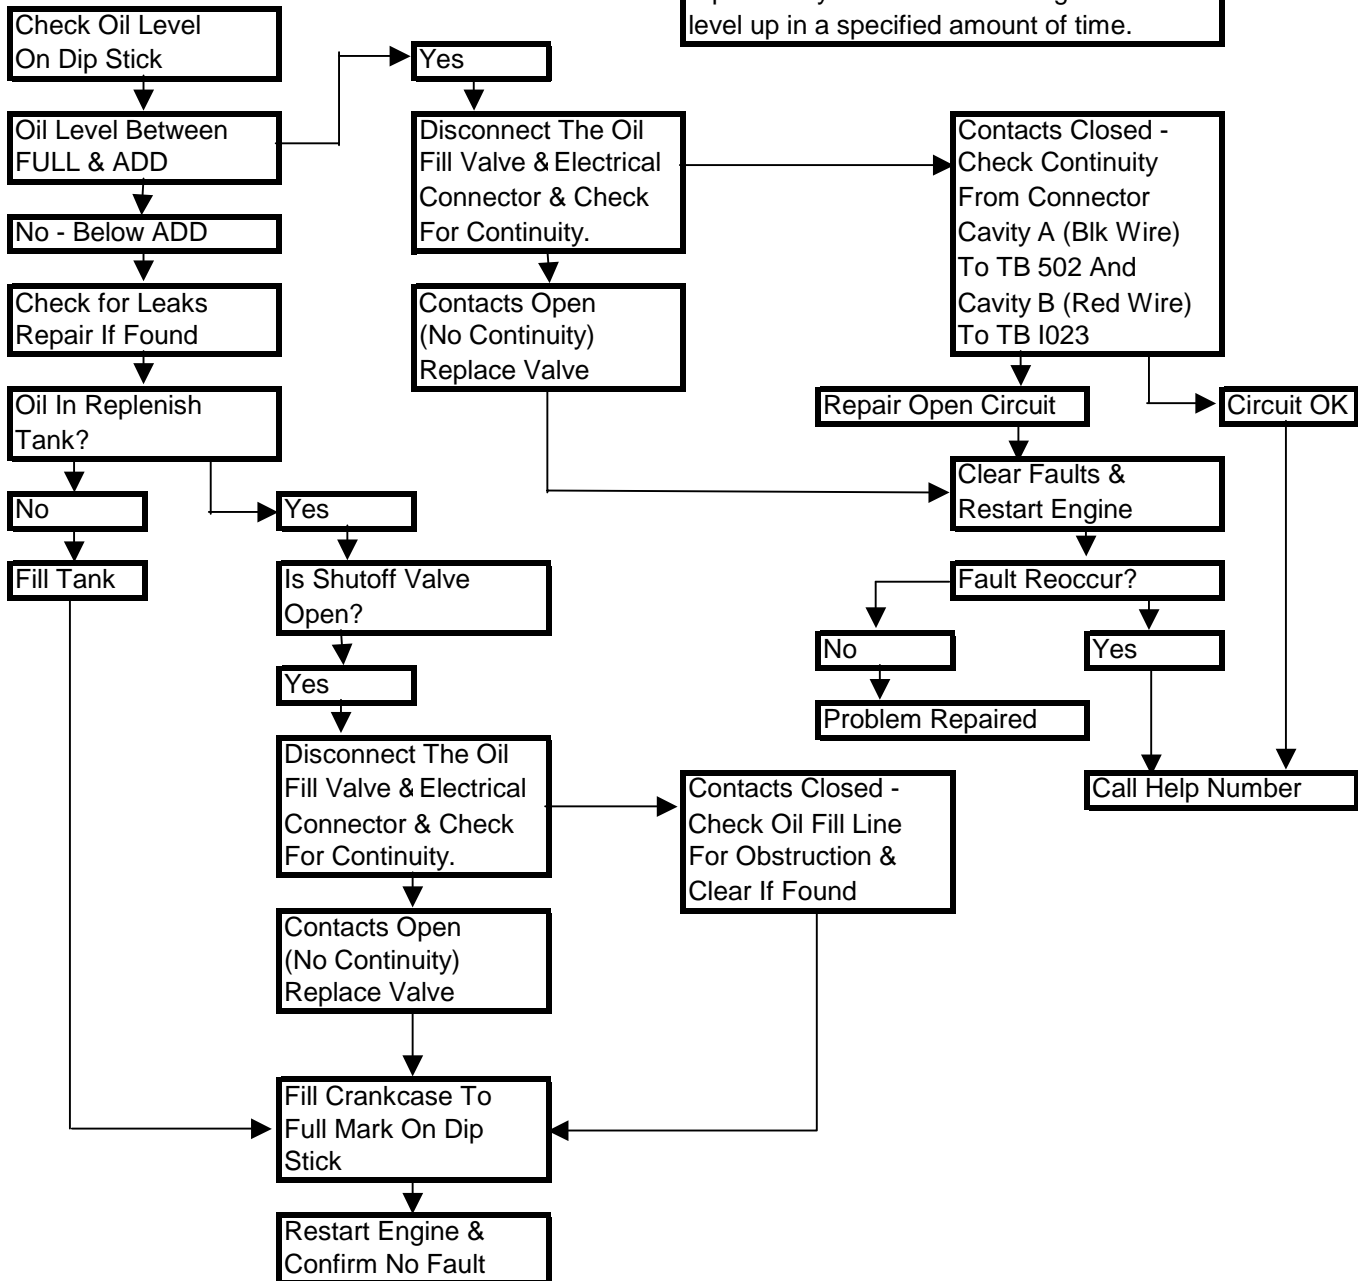 level up in a specified amount of time.
Check Oil Level
On Dip Stick
Yes
Oil Level Between
FULL & ADD
Disconnect The Oil
Fill Valve & Electrical
Connector & Check
For Continuity.
Contacts Closed -
Check Continuity
From Connector
Cavity A (Blk Wire)
To TB 502 And
Cavity B (Red Wire)
To TB I023
No - Below ADD
Check for Leaks
Repair If Found
Contacts Open
(No Continuity)
Replace Valve
Oil In Replenish
Tank?
Repair Open Circuit
Circuit OK
No
Yes
Clear Faults &
Restart Engine
Fill Tank
Is Shutoff Valve
Open?
Fault Reoccur?
No
Yes
Yes
Problem Repaired
Disconnect The Oil
Fill Valve & Electrical
Connector & Check
For Continuity.
Contacts Closed -
Check Oil Fill Line
For Obstruction &
Clear If Found
Call Help Number
Contacts Open
(No Continuity)
Replace Valve
Fill Crankcase To
Full Mark On Dip
Stick
Restart Engine &
Confirm No Fault